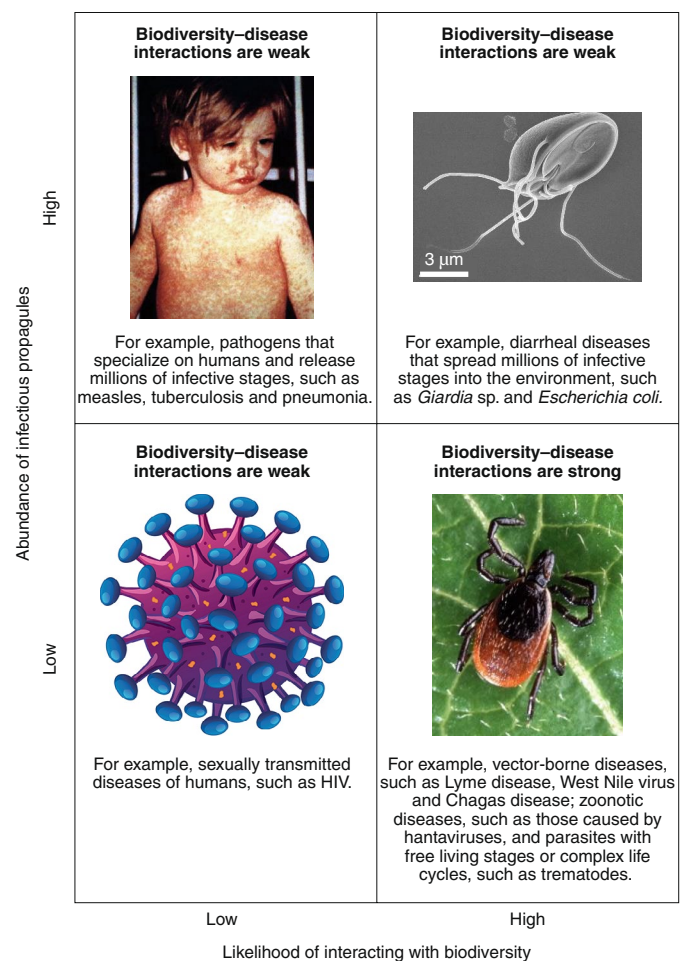 Biodiversity–disease
interactions are weak
For example, pathogens that
specialize on humans and release
millions of infective stages, such as
measles, tuberculosis and pneumonia.
Biodiversity–disease
interactions are weak
3 μm
For example, diarrheal diseases
that spread millions of infective
stages into the environment, such
as Giardia sp. and Escherichia coli.
High
Abundance of infectious propagules
Biodiversity–disease
interactions are weak
For example, sexually transmitted
diseases of humans, such as HIV.
Biodiversity–disease
interactions are strong
For example, vector-borne diseases,
such as Lyme disease, West Nile virus
and Chagas disease; zoonotic
diseases, such as those caused by
hantaviruses, and parasites with
free living stages or complex life
cycles, such as trematodes.
Low
Low
High
Likelihood of interacting with biodiversity